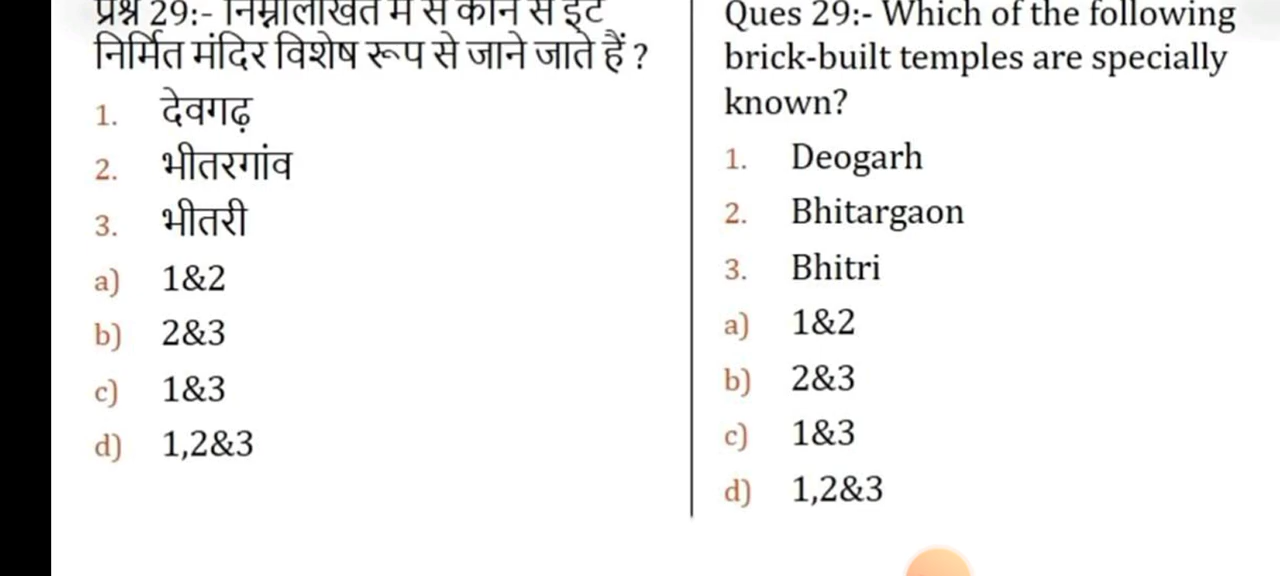 प्रश्न 29:- निम्नलिखित में से कौन से ईंट
निर्मित मंदिर विशेष रूप से जाने जाते हैं ?
1. देवगढ़
2. भीतरगांव
3. भीतरी
a) 1&2
b) 2&3
c) 1&3
d) 1,2&3
Ques 29:- Which of the following
brick-built temples are specially
known?
1. Deogarh
2. Bhitargaon
3. Bhitri
a) 1&2
b) 2&3
c) 1&3
d) 1,2&3